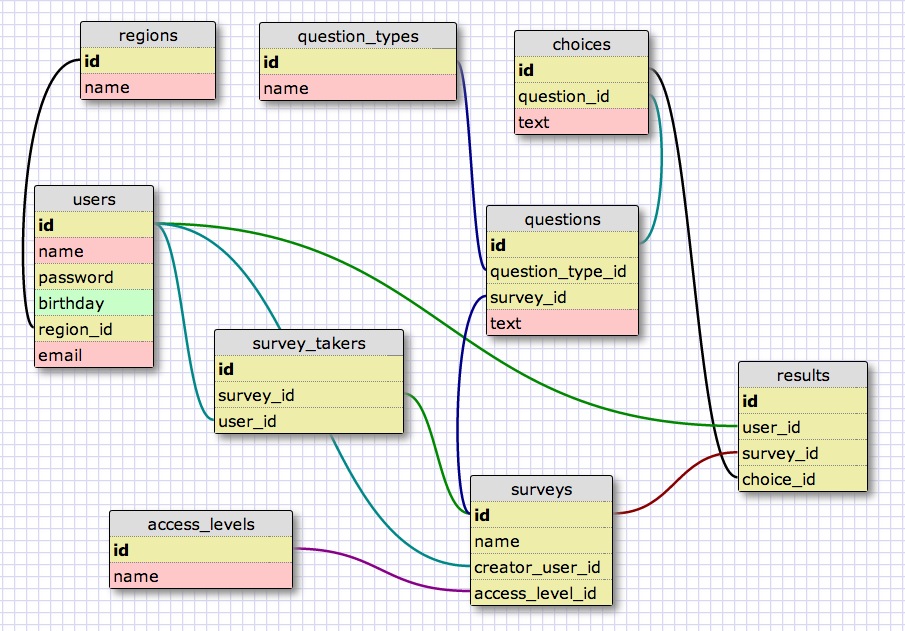 regions
id
name
question_types
id
name
choices
id
question_id
text
users
id
name
password
birthday
region_id
email
questions
id
question_type_id
survey_id
text
survey_takers
id
survey_id
user_id
results
id
user_id
survey_id
choice_id
access_levels
id
name
surveys
id
name
creator_user_id
access_level_id